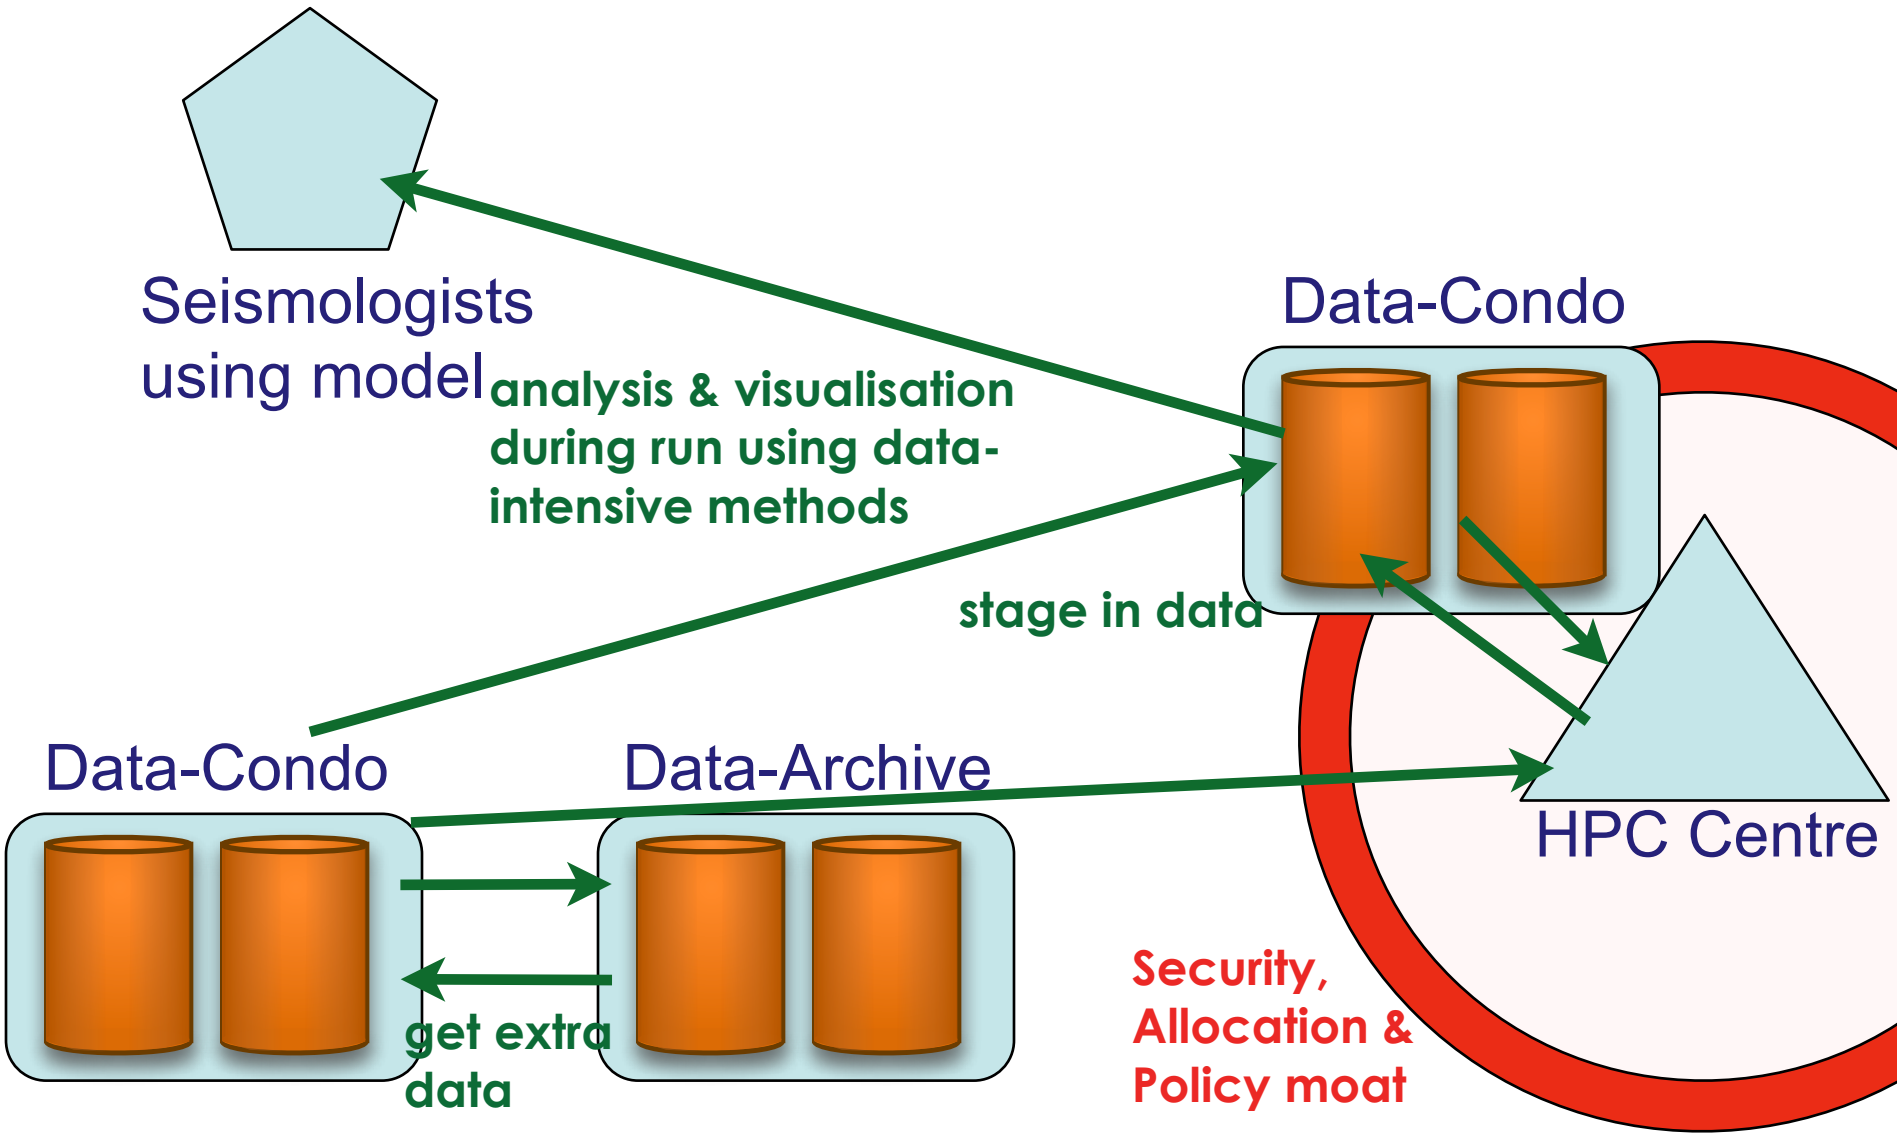 Seismologists
using model
analysis & visualisation
during run using data-
intensive methods
Data-Condo
stage in data
Data-Condo
Data-Archive
HPC Centre
get extra
data
Security,
Allocation &
Policy moat